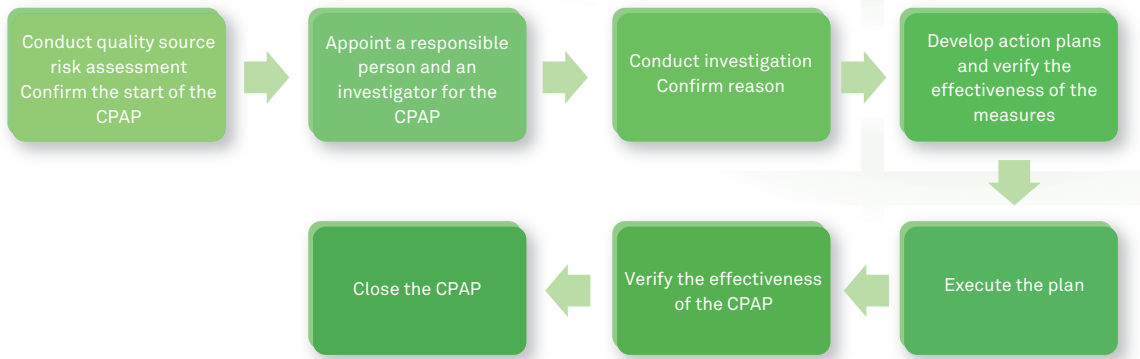 Conduct quality source
risk assessment
Confirm the start of the
CPAP
Appoint a responsible
person and an
investigator for the
CPAP
Conduct investigation
Confirm reason
Develop action plans
and verify the
effectiveness of the
measures
Execute the plan
Verify the effectiveness
of the CPAP
Close the CPAP